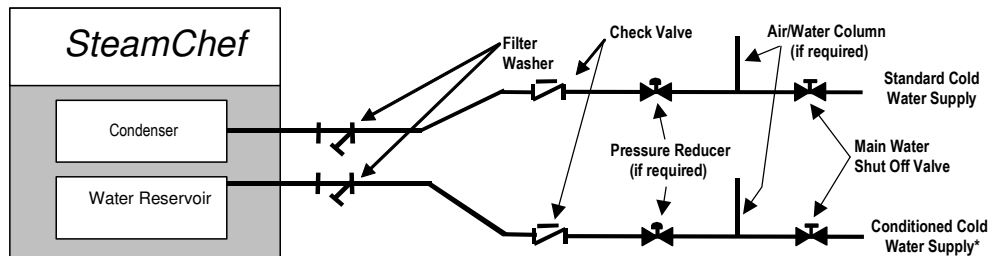 SteamChef
Condenser
Water Reservoir
Filter
Washer
Check Valve
Air/Water Column
(if required)
Standard Cold
Water Supply
Pressure Reducer
(if required)
Main Water
Shut Off Valve
Conditioned Cold
Water Supply*